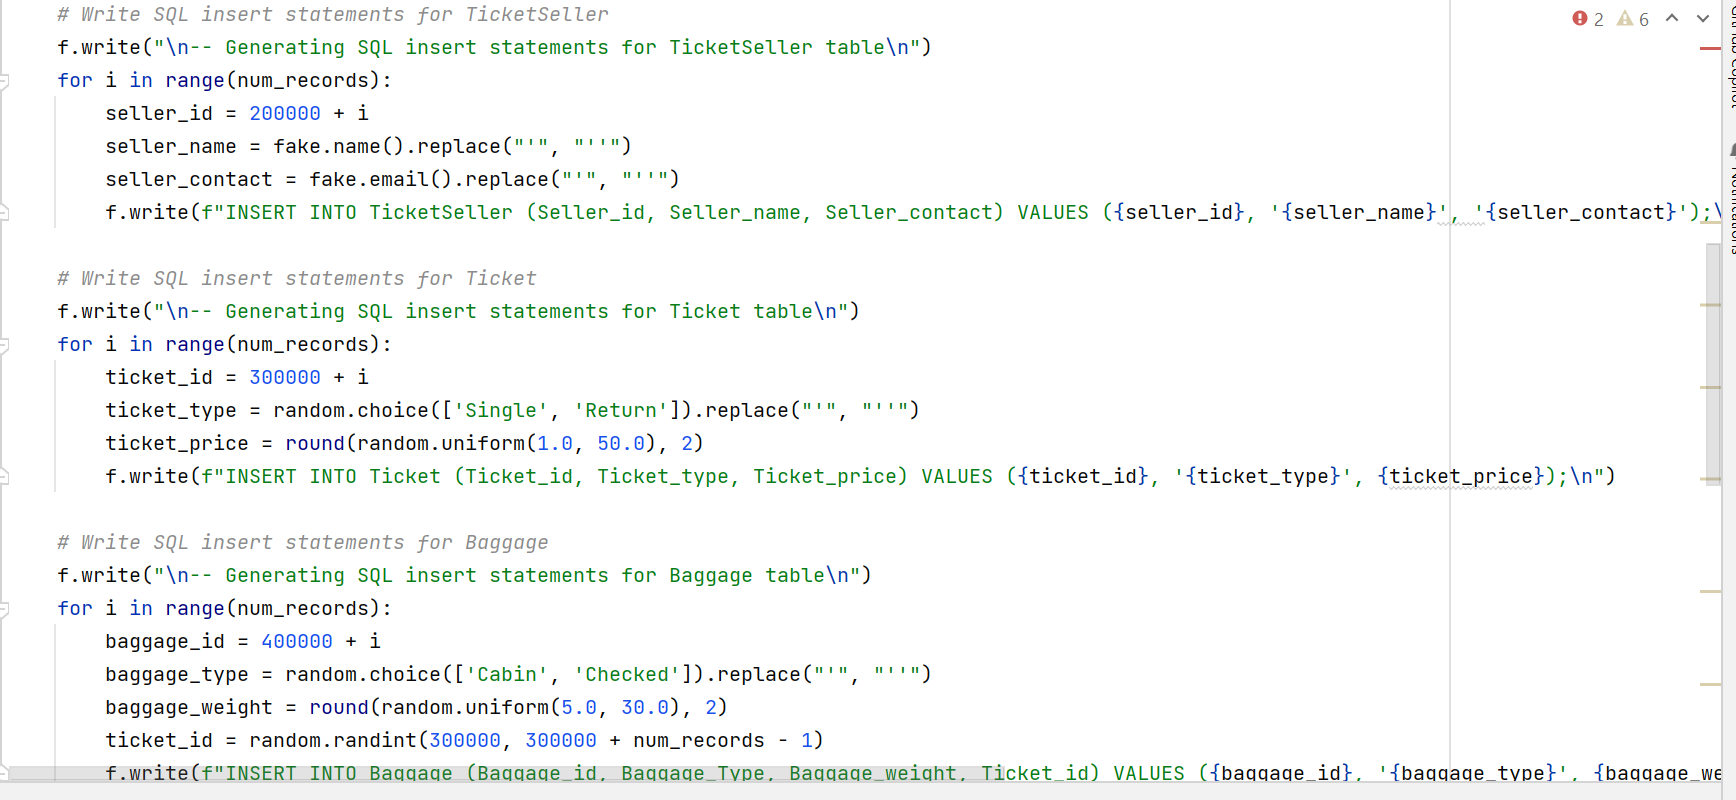 # Write SQL insert statements for TicketSeller
2 6
f.write("\n-- Generating SQL insert statements for TicketSeller table\n")
for i in range(num_records):
seller_id = 200000 + i
seller_name = fake.name().replace("'", "''")
seller_contact = fake.email().replace("'", "''")
f.write(f"INSERT INTO TicketSeller (Seller_id, Seller_name, Seller_contact) VALUES ({seller_id}, '{seller_name}', '{seller_contact}');\
# Write SQL insert statements for Ticket
f.write("\n-- Generating SQL insert statements for Ticket table\n")
for i in range(num_records):
ticket_id = 300000 + i
ticket_type = random.choice(['Single', 'Return']).replace("'", "''")
ticket_price = round(random.uniform(1.0, 50.0), 2)
f.write(f"INSERT INTO Ticket (Ticket_id, Ticket_type, Ticket_price) VALUES ({ticket_id}, '{ticket_type}', {ticket_price});\n")
# Write SQL insert statements for Baggage
f.write("\n-- Generating SQL insert statements for Baggage table\n")
for i in range(num_records):
baggage_id = 400000 + i
baggage_type = random.choice(['Cabin', 'Checked']).replace("'", "''")
baggage_weight = round(random.uniform(5.0, 30.0), 2)
ticket_id = random.randint(300000, 300000 + num_records - 1)
f.write(f"INSERT INTO Baggage (Baggage_id, Baggage_Type, Baggage_weight, Ticket_id) VALUES ({baggage_id}, '{baggage_type}', {baggage_we